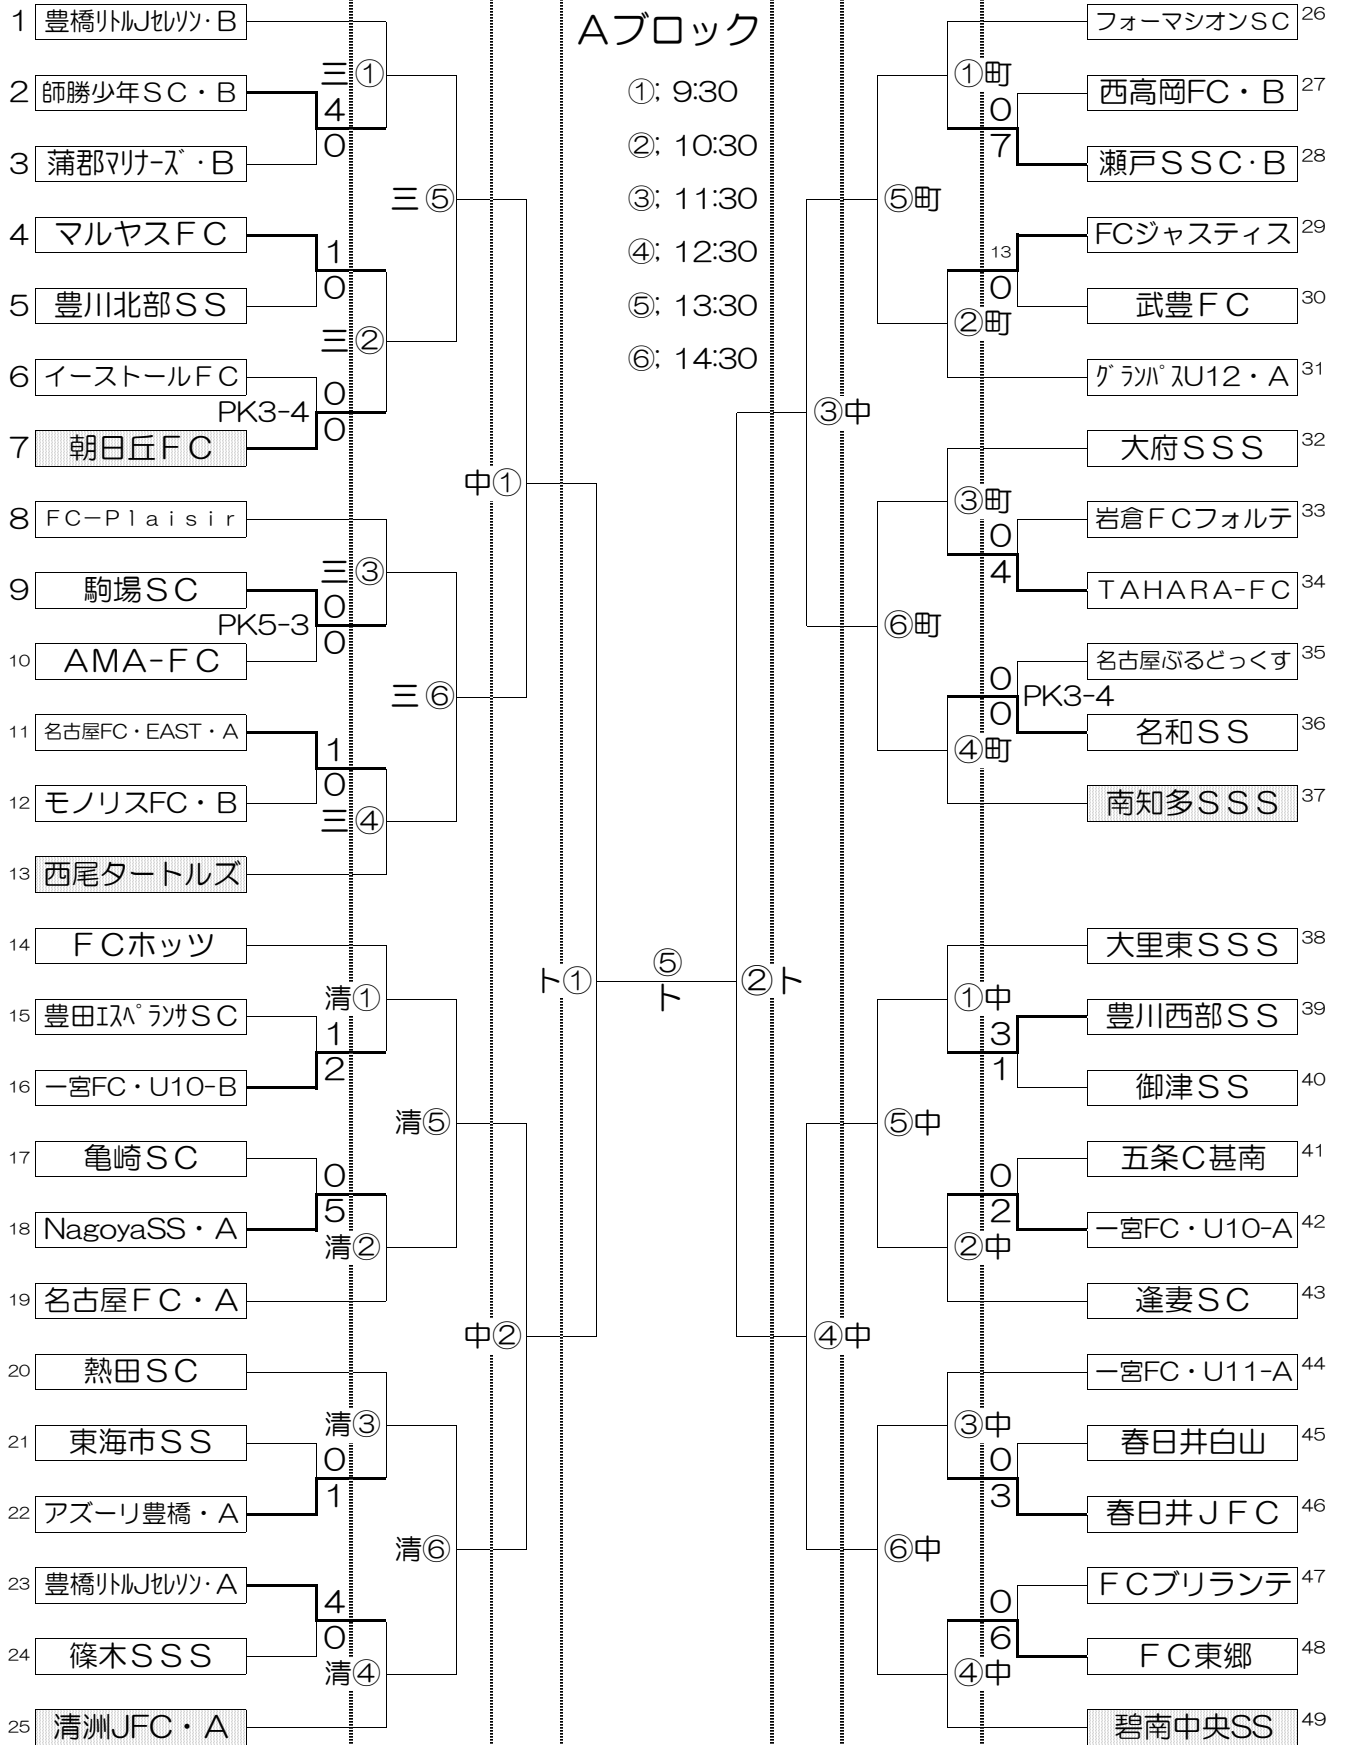 Aブロック
①; 9:30
②; 10:30
③; 11:30
④; 12:30
⑤; 13:30
⑥; 14:30
1 豊橋リトルJセレソン・B
2 師勝少年SC・B
3 蒲郡マリナーズ・B
4 マルヤスFC
5 豊川北部SS
6 イーストールFC
7 朝日丘FC
8 FC-Plaisir
9 駒場SC
10 AMA-FC
11 名古屋FC・EAST・A
12 モノリスFC・B
13 西尾タートルズ
14 FCホッツ
15 豊田エスペランサSC
16 一宮FC・U10-B
17 亀崎SC
18 NagoyaSS・A
19 名古屋FC・A
20 熱田SC
21 東海市SS
22 アズーリ豊橋・A
23 豊橋リトルJセレソン・A
24 篠木SSS
25 清洲JFC・A
三①
4
0
三⑤
1
0
三②
0
PK3-4
0
中①
三③
0
PK5-3
0
三⑥
1
0
三④
ト①
清①
1
2
清⑤
0
5
清②
中②
清③
0
1
清⑥
4
0
清④
⑤
ト
②ト
①町
0
7
⑤町
13
0
②町
③中
③町
0
4
⑥町
0
PK3-4
0
④町
①中
3
1
⑤中
0
2
②中
④中
③中
0
3
⑥中
0
6
④中
フォーマシオンSC 26
西高岡FC・B 27
瀬戸SSC・B 28
FCジャスティス 29
武豊FC 30
グランパスU12・A 31
大府SSS 32
岩倉FCフォルテ 33
TAHARA-FC 34
名古屋ぶるどっくす 35
名和SS 36
南知多SSS 37
大里東SSS 38
豊川西部SS 39
御津SS 40
五条C甚南 41
一宮FC・U10-A 42
逢妻SC 43
一宮FC・U11-A 44
春日井白山 45
春日井JFC 46
FCブリランテ 47
FC東郷 48
碧南中央SS 49